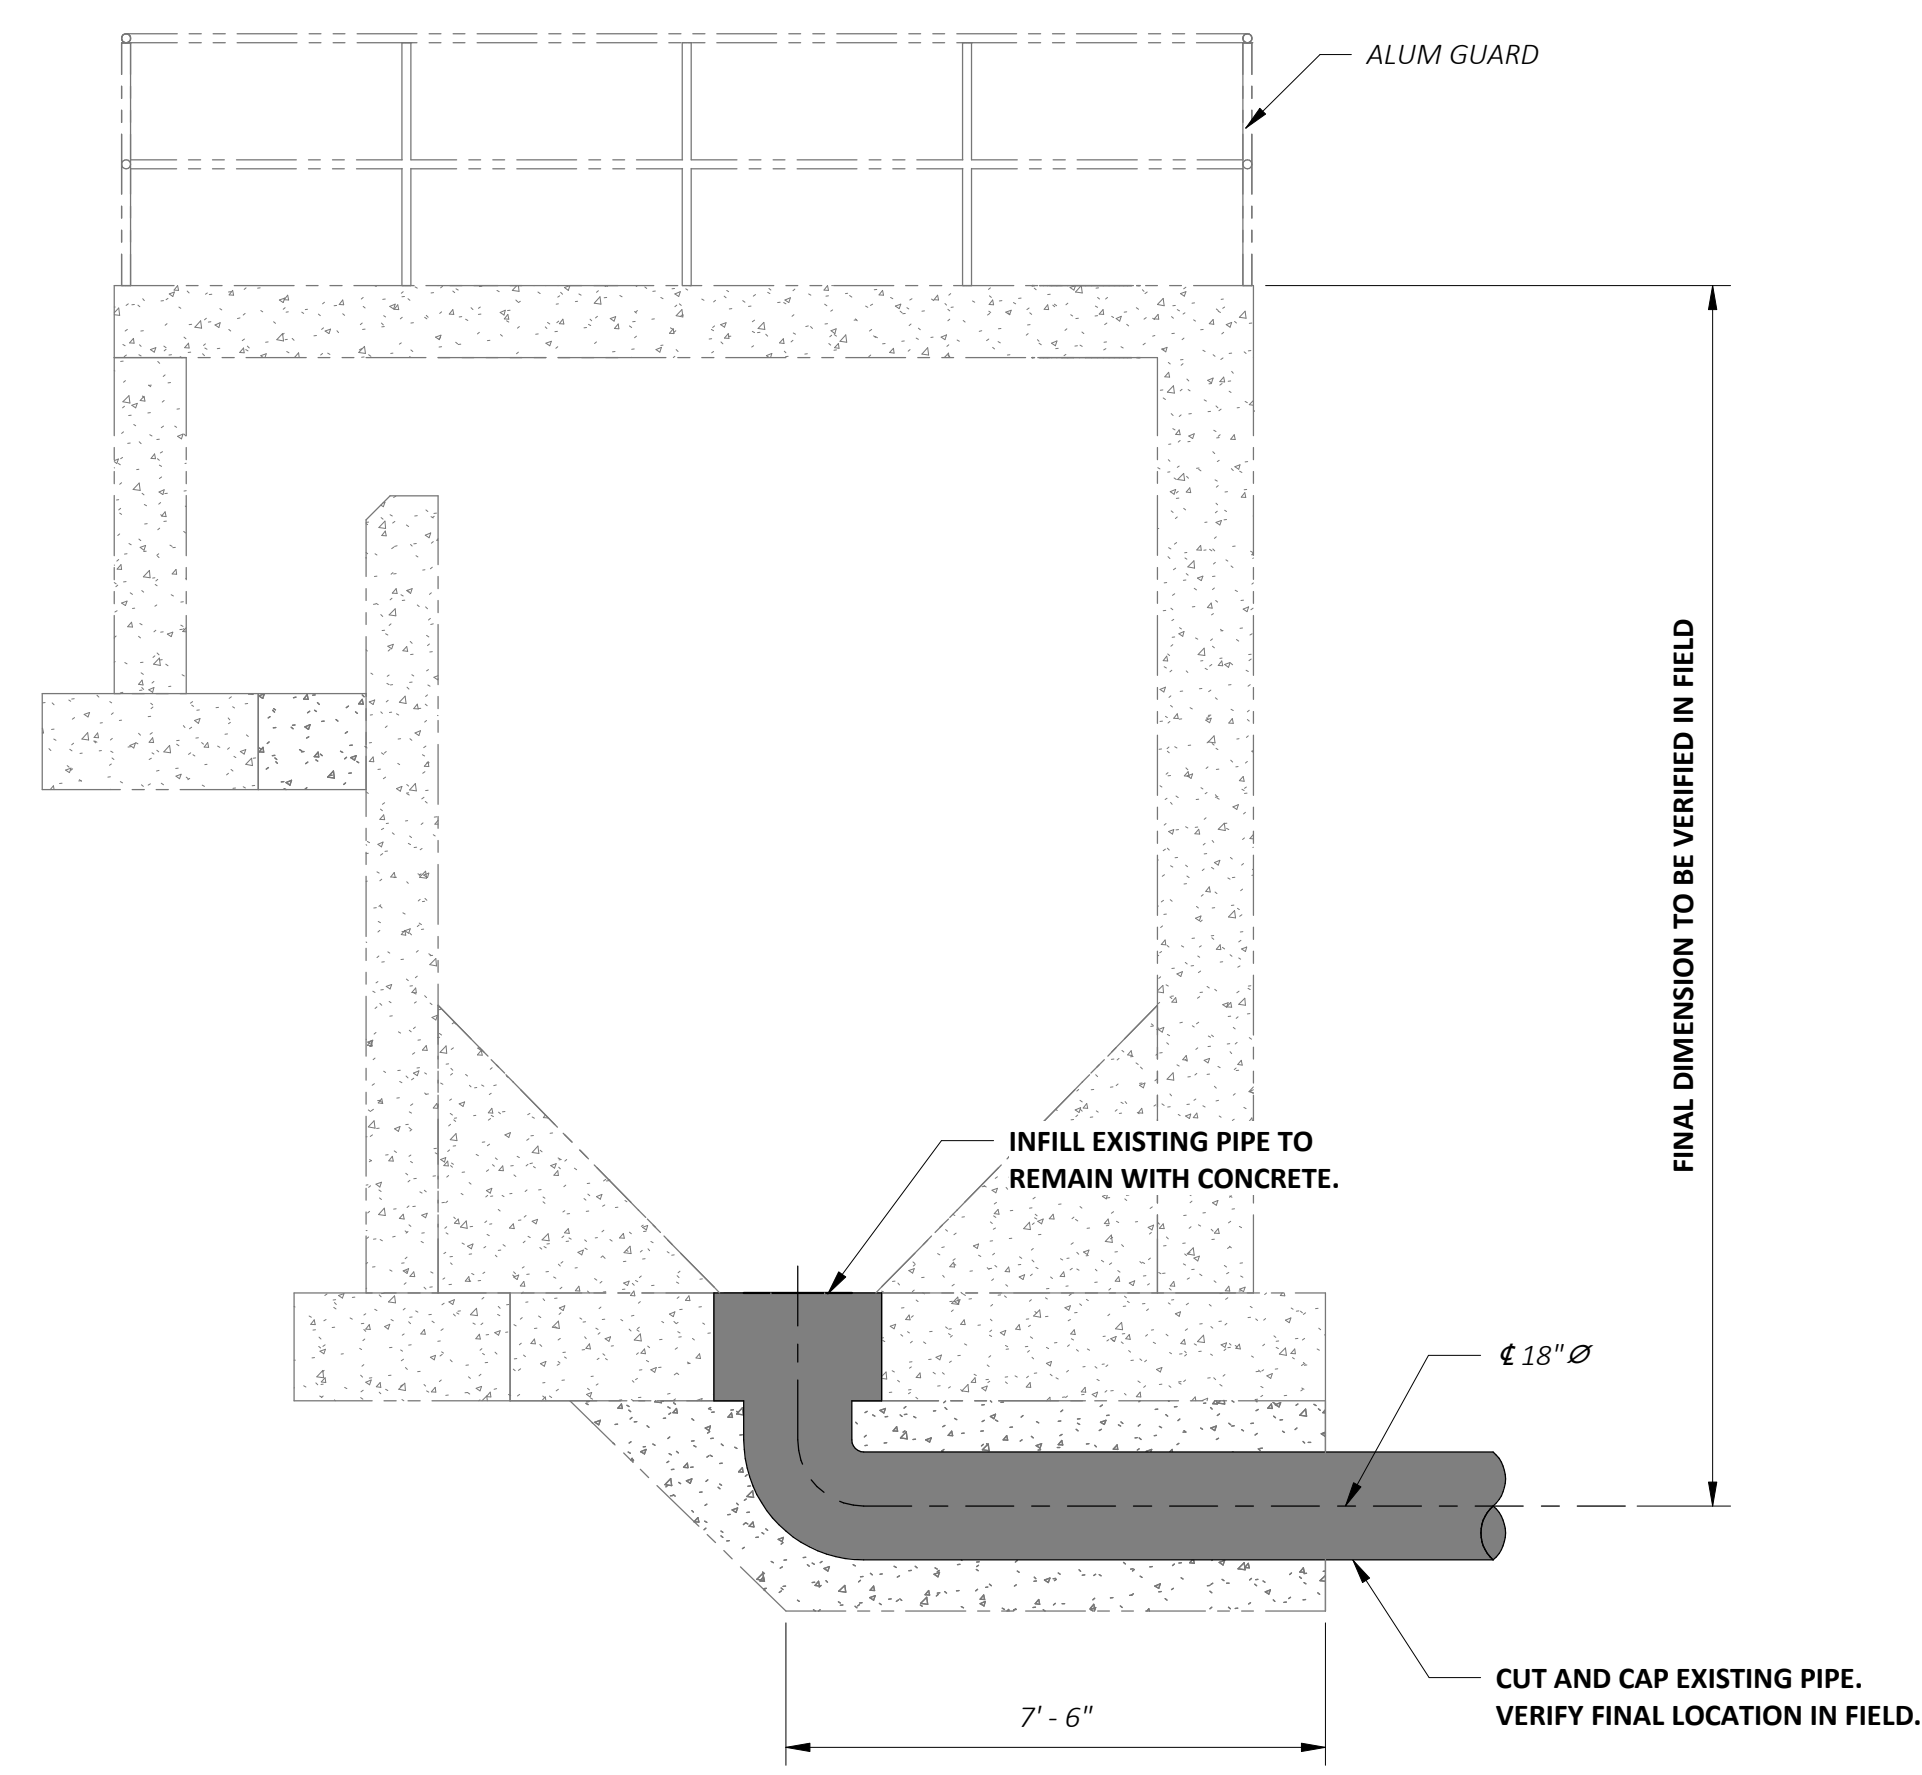 ALUM GUARD
FINAL DIMENSION TO BE VERIFIED IN FIELD
INFILL EXISTING PIPE TO
REMAIN WITH CONCRETE.
℄ 18" Ø
CUT AND CAP EXISTING PIPE.
VERIFY FINAL LOCATION IN FIELD.
7' - 6"